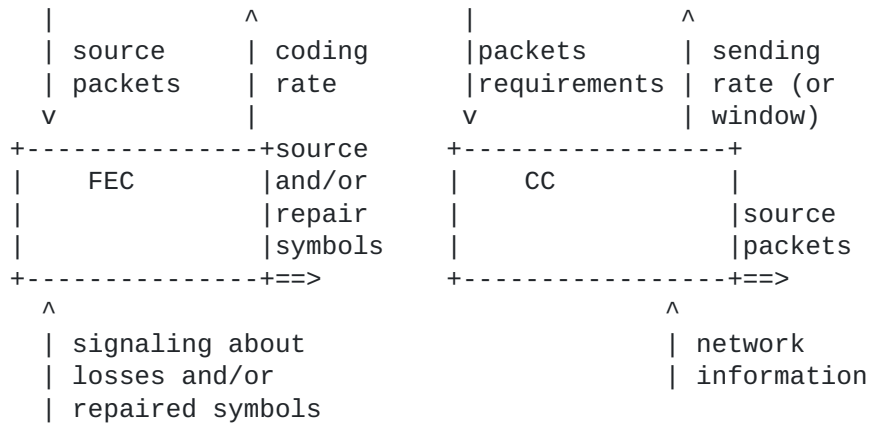 |            ^             |             ^
  | source     | coding      |packets      | sending
  | packets    | rate        |requirements | rate (or
  v            |             v             | window)
+---------------+source     +-----------------+
|    FEC        |and/or     |    CC           |
|               |repair     |                 |source
|               |symbols    |                 |packets
+---------------+==>        +-----------------+==>
  ^                                       ^
  | signaling about                       | network
  | losses and/or                         | information
  | repaired symbols